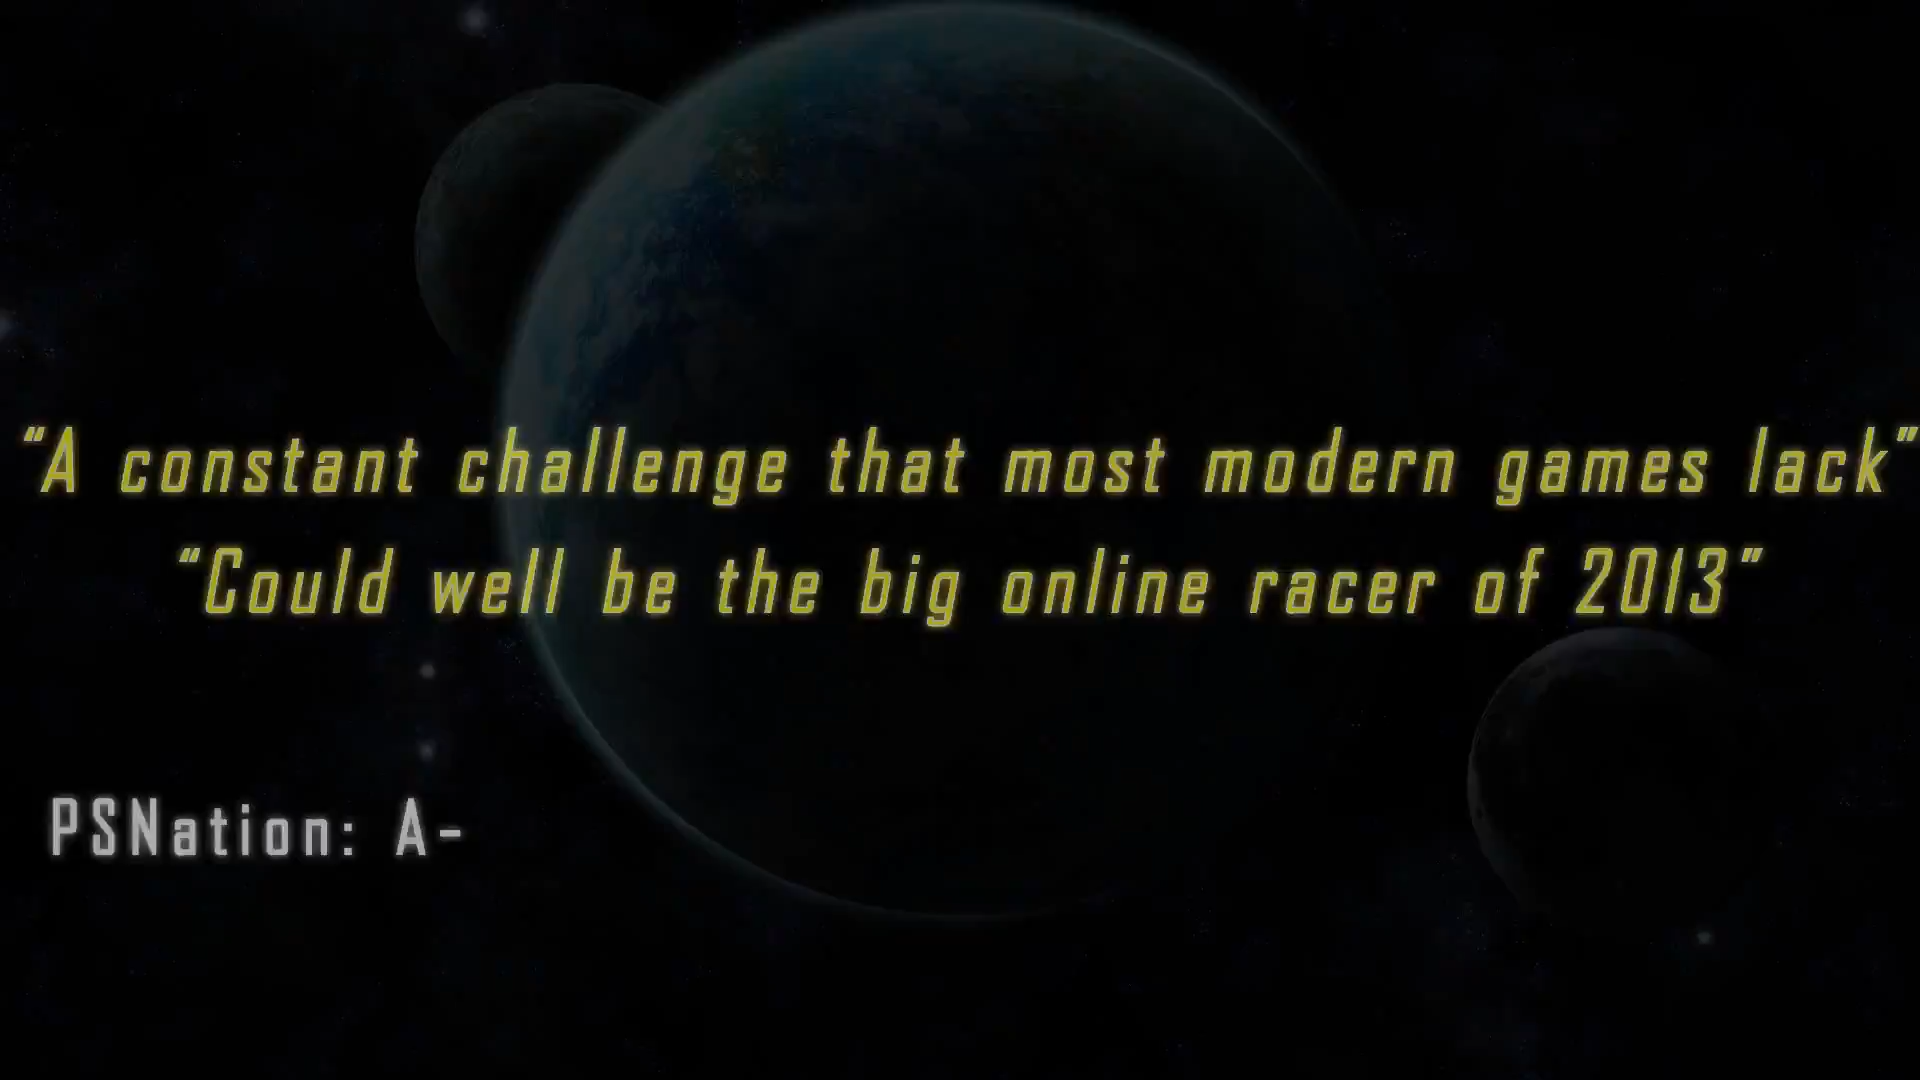 “A constant challenge that most modern games lack”
“Could well be the big online racer of 2013”
PSNation: A-